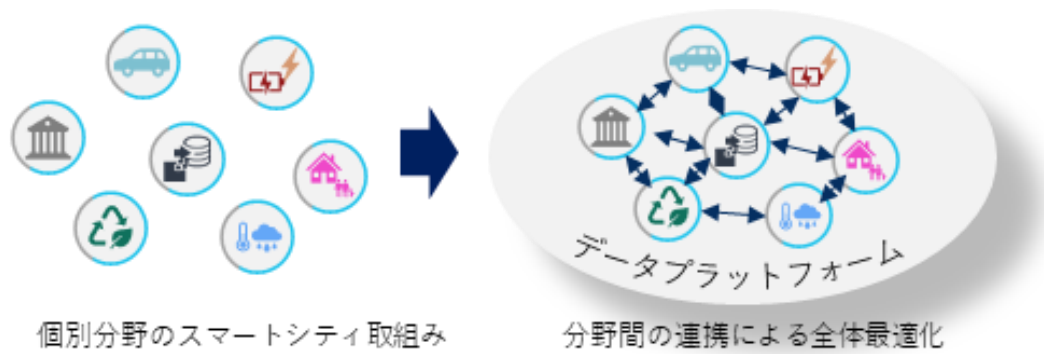 データプラットフォーム
個別分野のスマートシティ取組み
分野間の連携による全体最適化